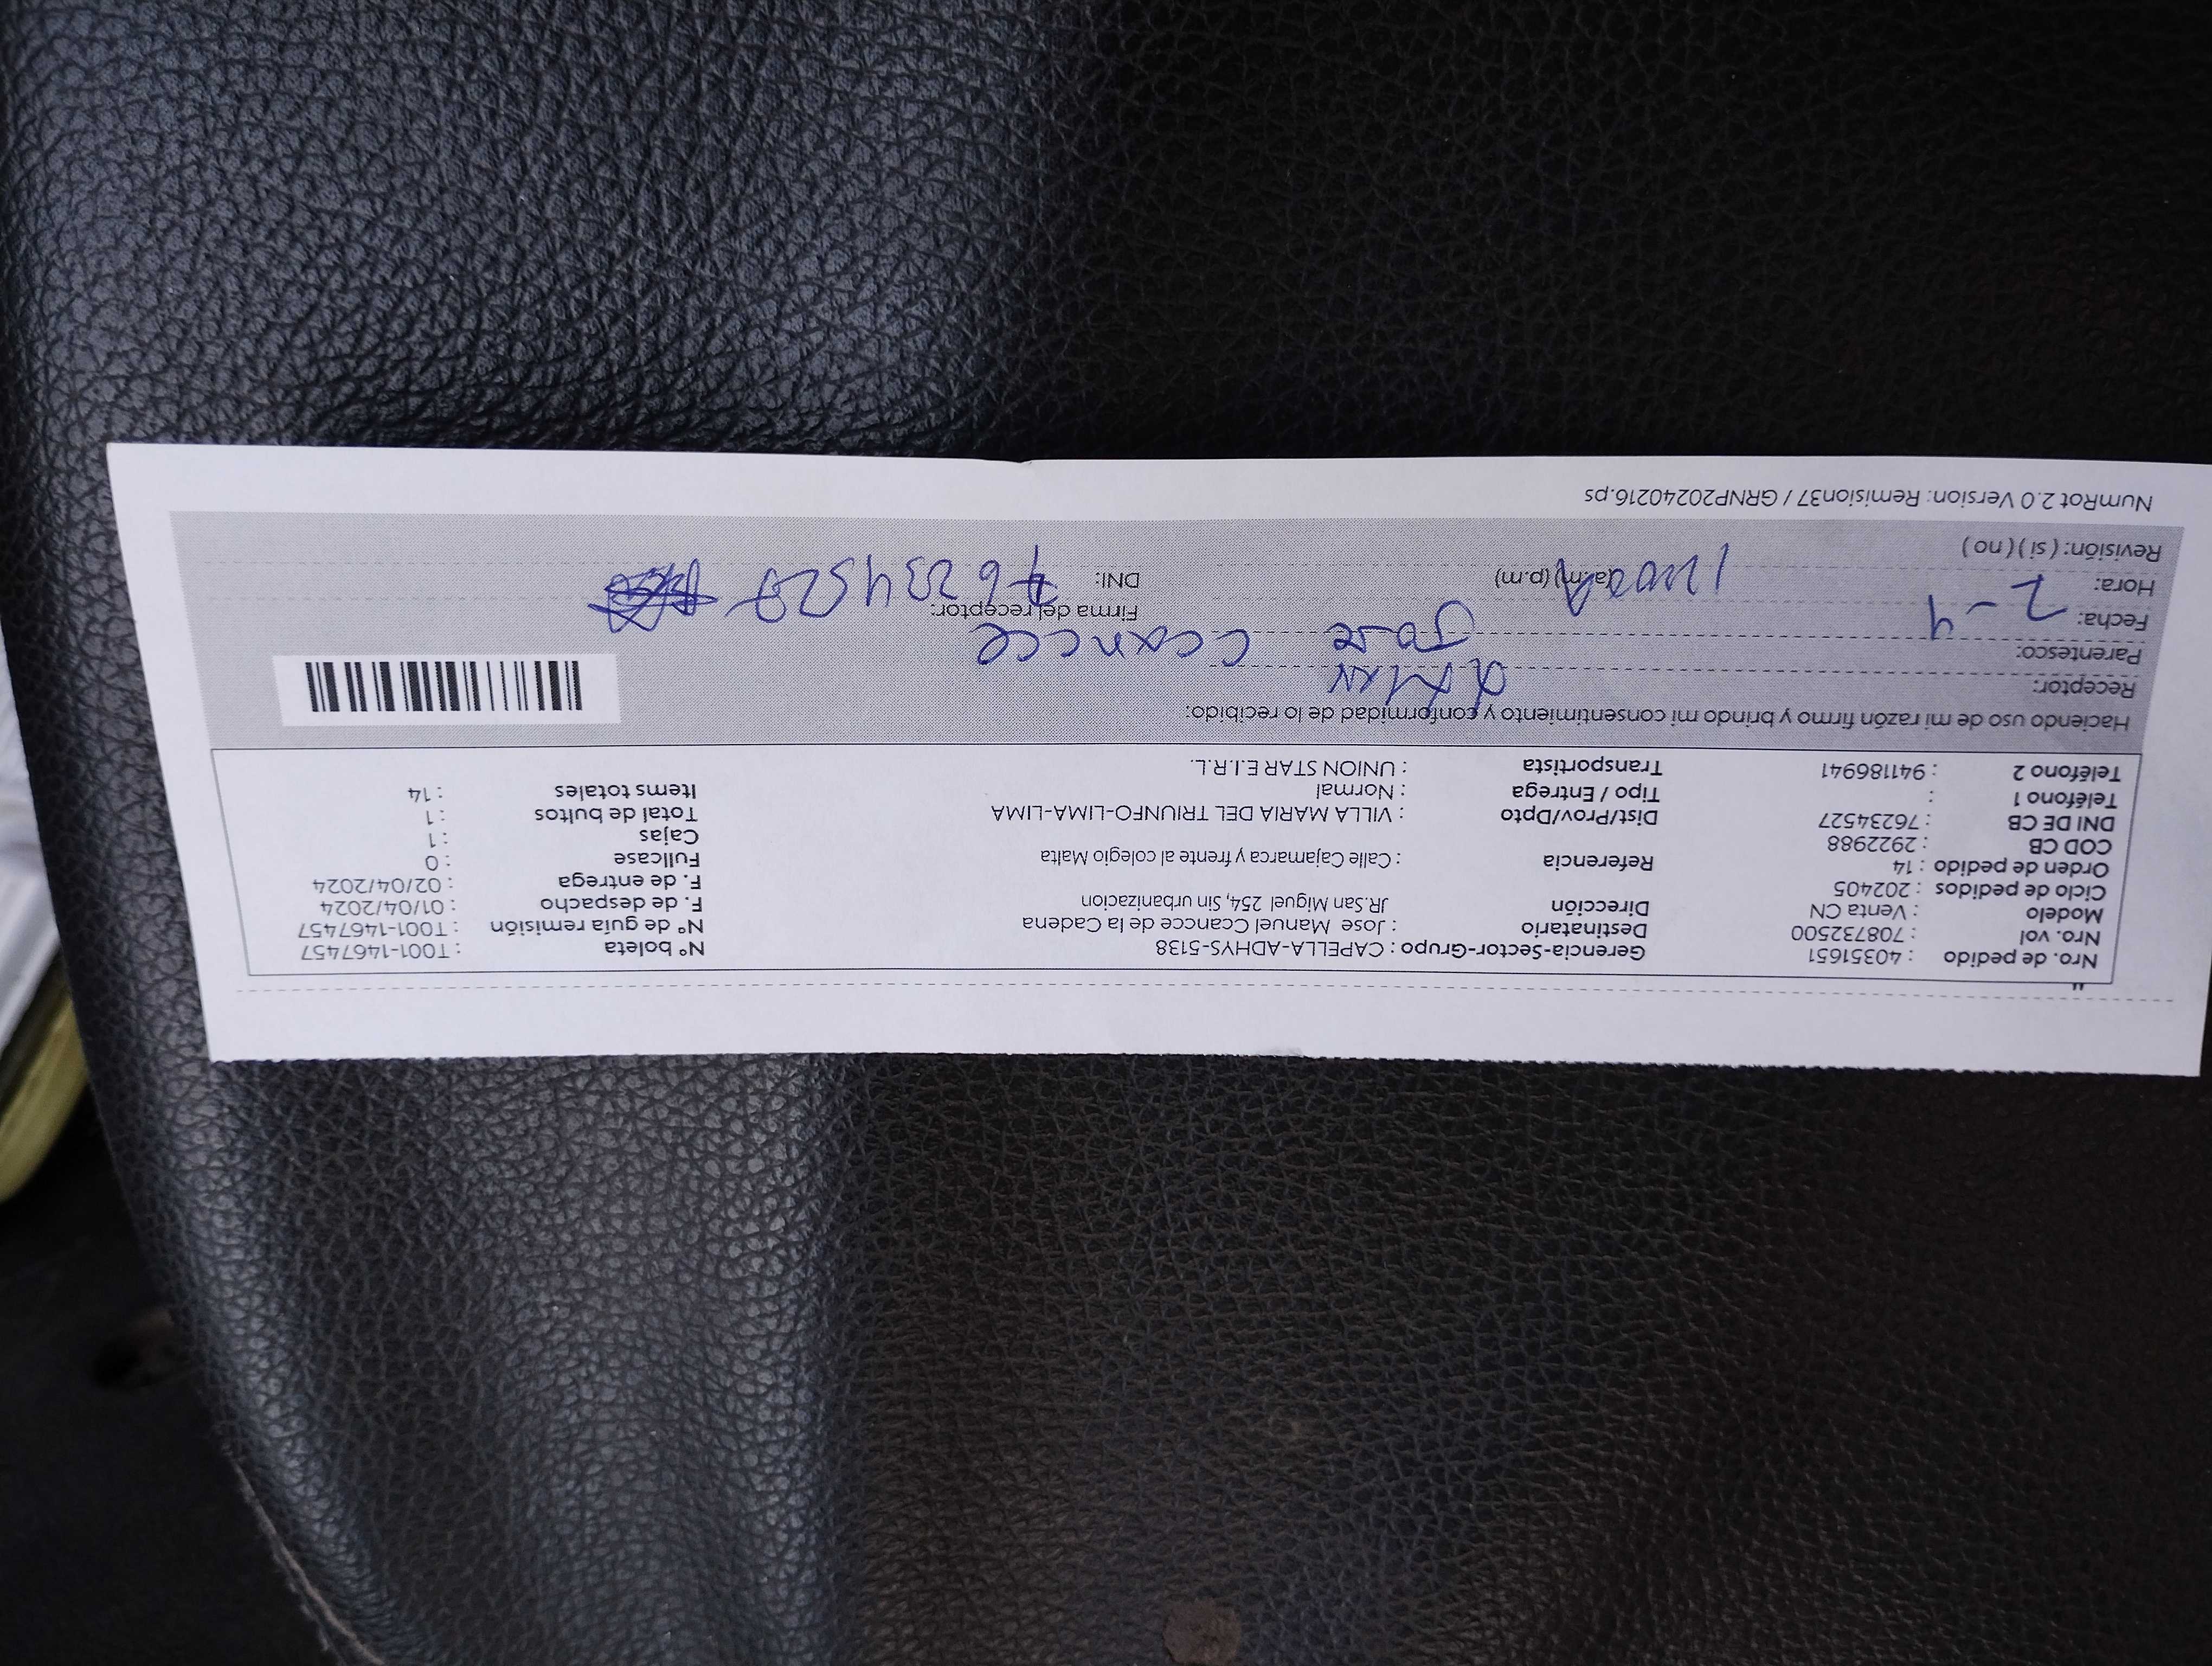 Nro. de pedido : 40351651 Gerencia-Sector-Grupo : CAPELLA-ADHYS-5138 N° boleta : T001-1467457
Nro. vol : 708732500 Destinatario : Jose Manuel Ccancce de la Cadena N° de guía remisión : T001-1467457
Modelo : Venta CN Dirección JR.San Miguel 254, Sin urbanizacion F. de despacho : 01/04/2024
Ciclo de pedidos : 202405 F. de entrega : 02/04/2024
Orden de pedido : 14 Referencia : Calle Cajamarca y frente al colegio Malta Fullcase : 0
COD CB : 2922988 Cajas : 1
DNI DE CB : 76234527 Dist/Prov/Dpto : VILLA MARIA DEL TRIUNFO-LIMA-LIMA Total de bultos : 1
Teléfono 1 : Tipo / Entrega : Normal Items totales : 14
Teléfono 2 : 941186941 Transportista : UNION STAR E.I.R.L.
Haciendo uso de mi razón firmo y brindo mi consentimiento y conformidad de lo recibido:
Receptor:
Parentesco: Jose Ccancce
Fecha: 2-4 Firma del receptor:
Hora: (a.m) (p.m) DNI: 76234527
Revisión: ( si ) ( no )
NumRot 2.0 Version: Remision37 / GRNP20240216.ps